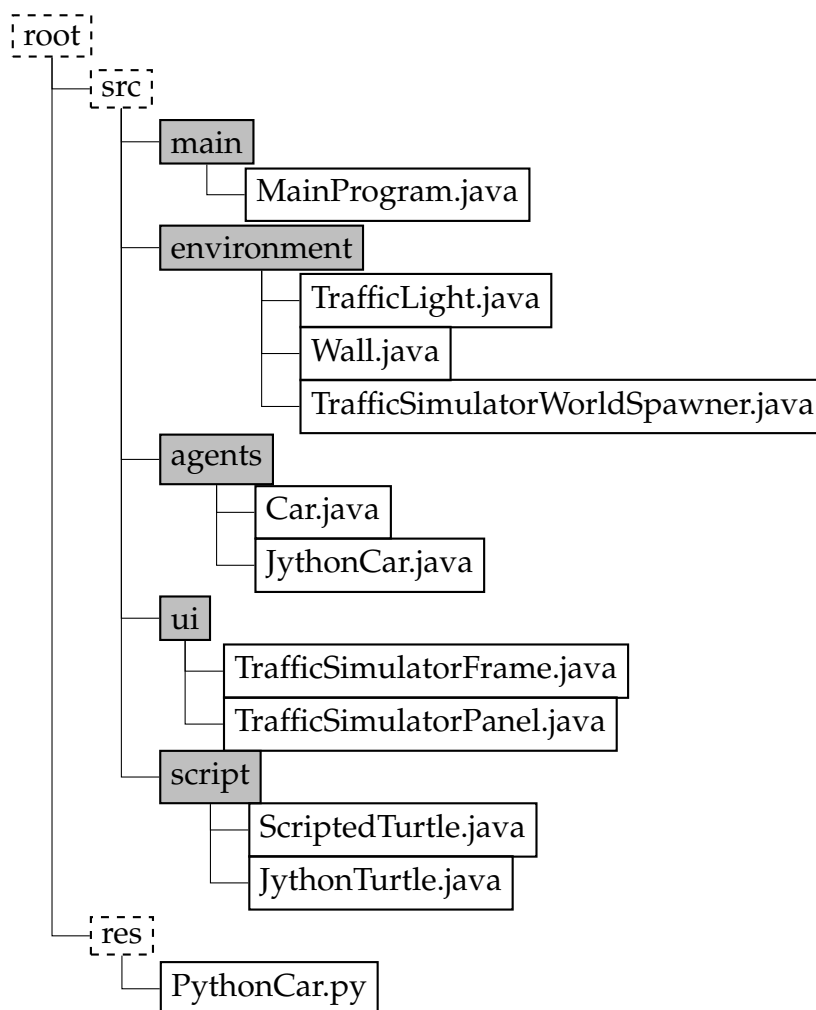 root
src
main
MainProgram.java
environment
TrafficLight.java
Wall.java
TrafficSimulatorWorldSpawner.java
agents
Car.java
JythonCar.java
ui
TrafficSimulatorFrame.java
TrafficSimulatorPanel.java
script
ScriptedTurtle.java
JythonTurtle.java
res
PythonCar.py